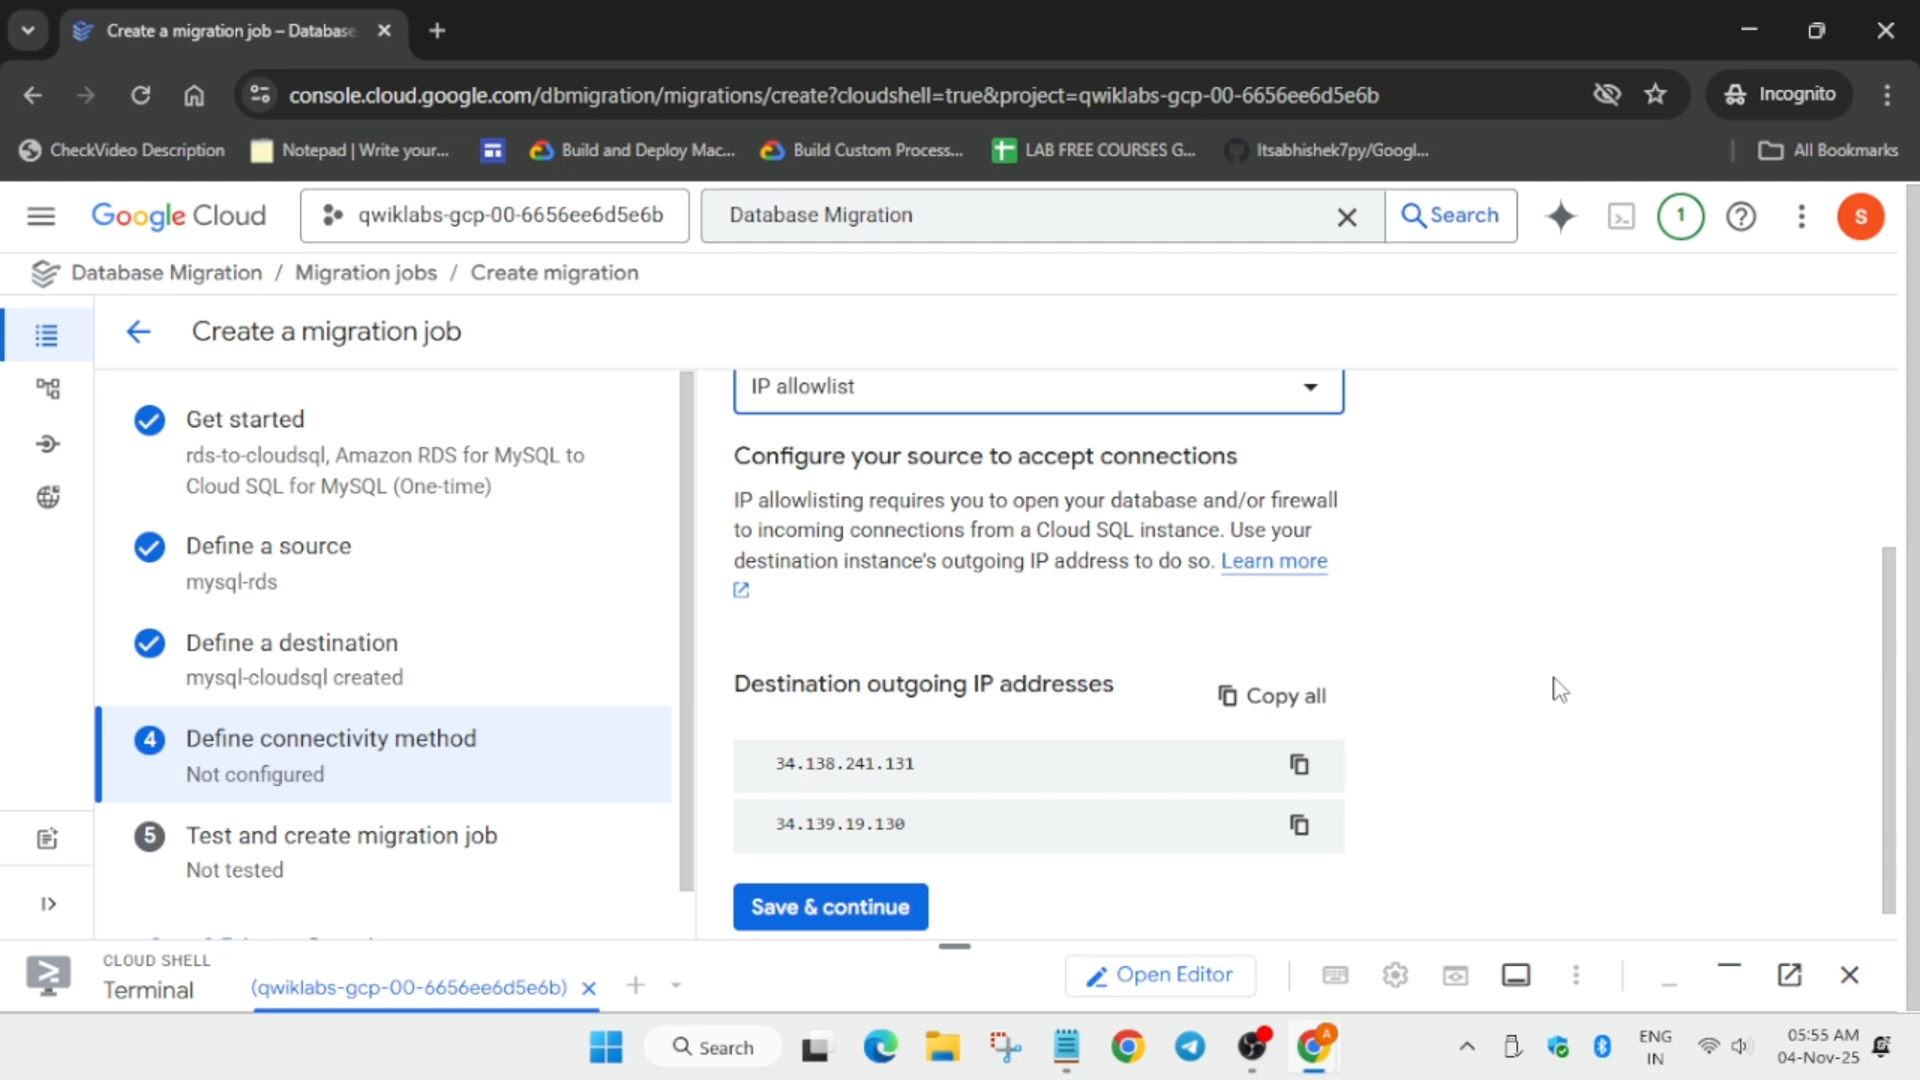 Create a migration job – Database
console.cloud.google.com/dbmigration/migrations/create?cloudshell=true&project=qwiklabs-gcp-00-6656ee6d5e6b
Incognito
CheckVideo Description
Notepad | Write your...
Build and Deploy Mac...
Build Custom Process...
LAB FREE COURSES G...
Itsabhishek7py/Googl...
All Bookmarks
Google Cloud
qwiklabs-gcp-00-6656ee6d5e6b
Database Migration
Search
1
S
Database Migration / Migration jobs / Create migration
Create a migration job
Get started
rds-to-cloudsql, Amazon RDS for MySQL to
Cloud SQL for MySQL (One-time)
Define a source
mysql-rds
Define a destination
mysql-cloudsql created
4 Define connectivity method
Not configured
5 Test and create migration job
Not tested
IP allowlist
Configure your source to accept connections
IP allowlisting requires you to open your database and/or firewall
to incoming connections from a Cloud SQL instance. Use your
destination instance's outgoing IP address to do so. Learn more
Destination outgoing IP addresses
Copy all
34.138.241.131
34.139.19.130
Save & continue
CLOUD SHELL
Terminal
(qwiklabs-gcp-00-6656ee6d5e6b)
Open Editor
Search
A
ENG
IN
05:55 AM
04-Nov-25